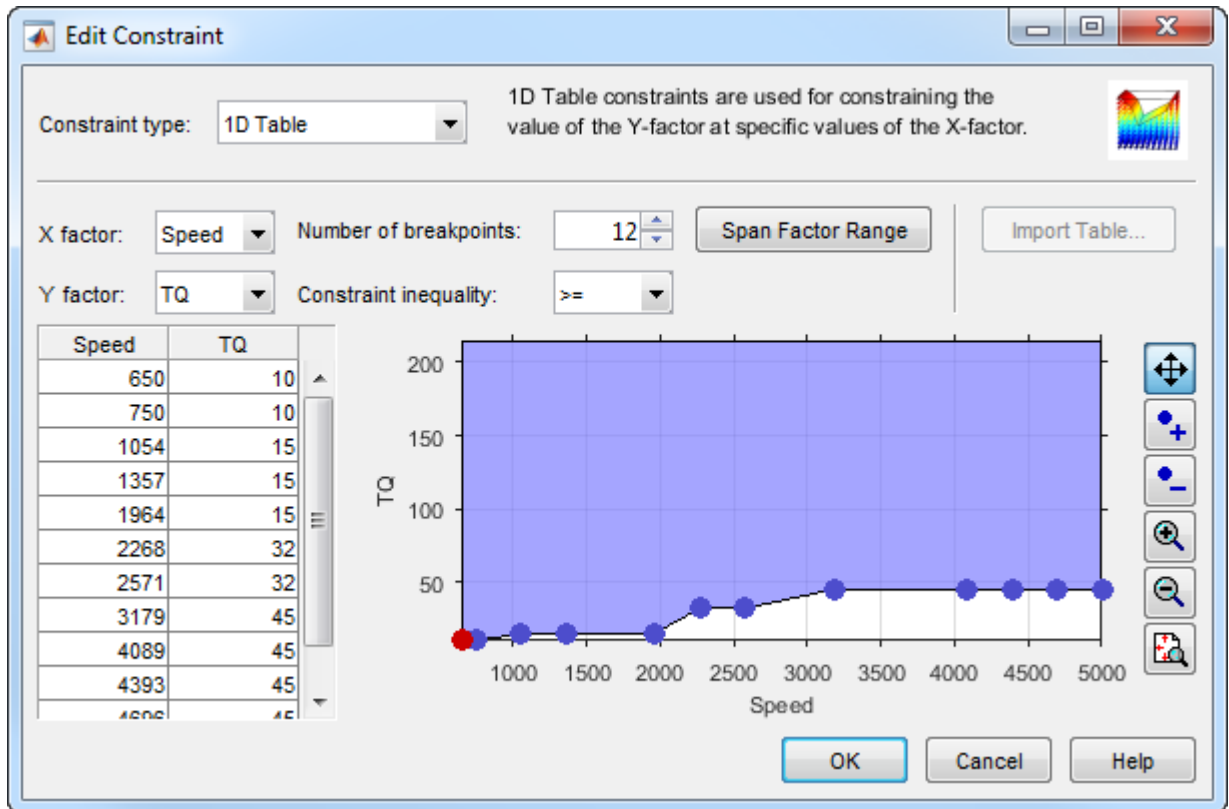 Edit Constraint
Constraint type:
1D Table
1D Table constraints are used for constraining the
value of the Y-factor at specific values of the X-factor.
X factor:
Speed
Number of breakpoints:
12
Span Factor Range
Import Table...
Y factor:
TQ
Constraint inequality:
>=
Speed TQ
650 10
750 10
1054 15
1357 15
1964 15
2268 32
2571 32
3179 45
4089 45
4393 45
4696 45
200
150
100
50
TQ
1000 1500 2000 2500 3000 3500 4000 4500 5000
Speed
OK
Cancel
Help